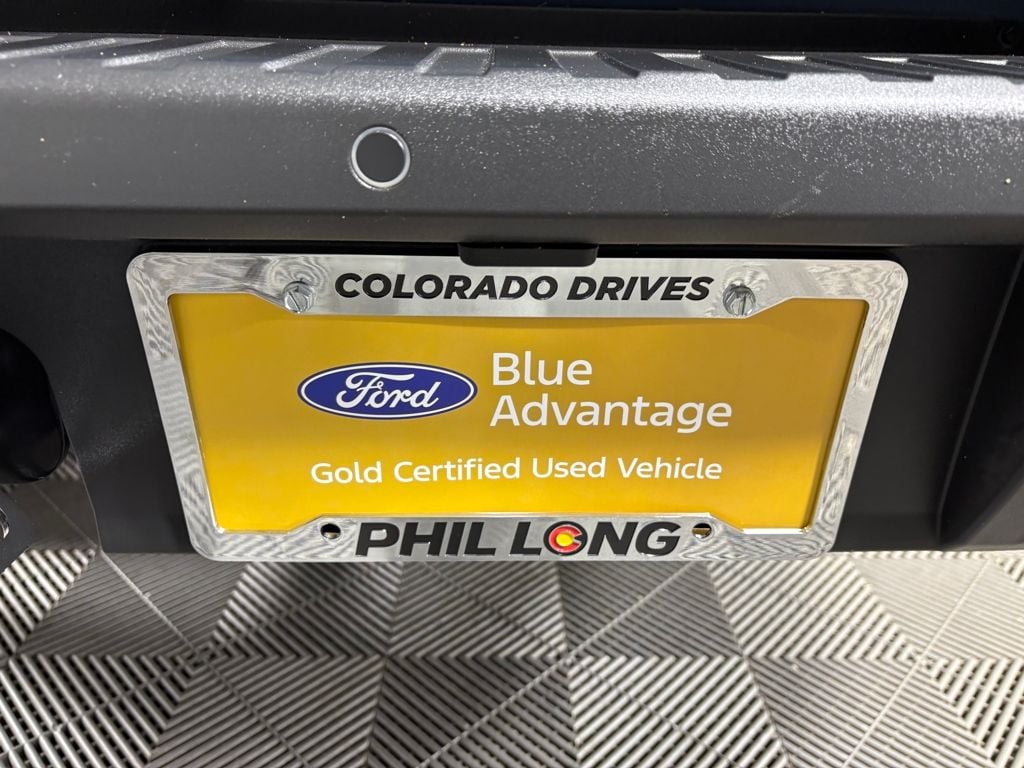 COLORADO DRIVES
Ford
Blue
Advantage
Gold Certified Used Vehicle
PHIL LONG